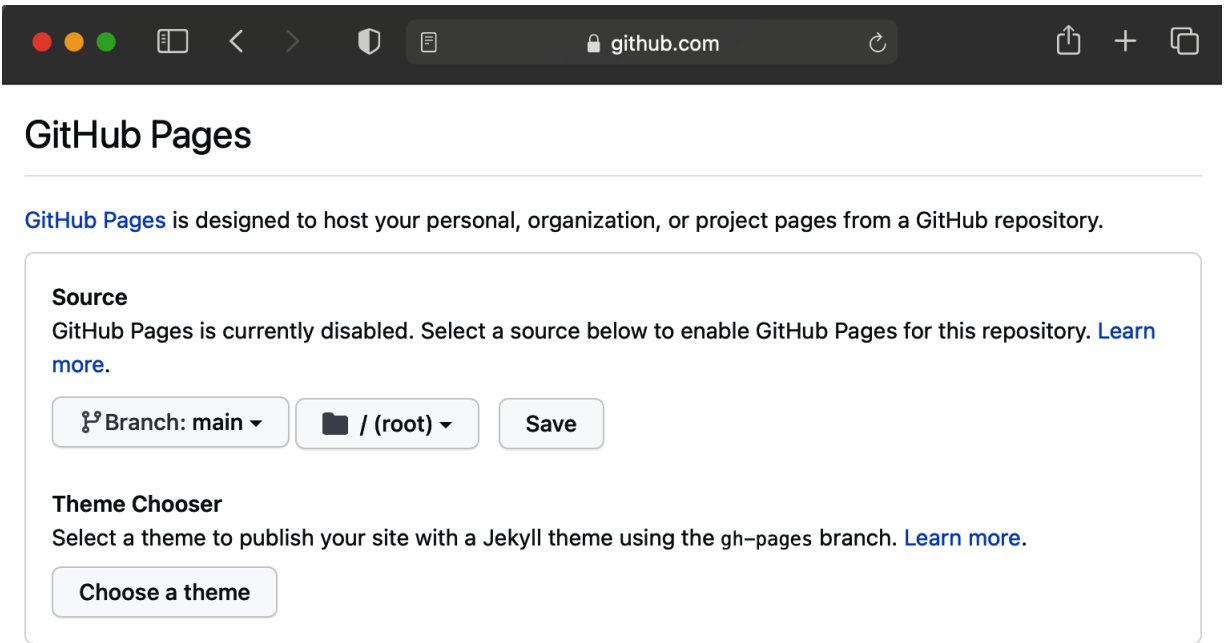 github.com
GitHub Pages
GitHub Pages is designed to host your personal, organization, or project pages from a GitHub repository.
Source
GitHub Pages is currently disabled. Select a source below to enable GitHub Pages for this repository. Learn
more.
Branch: main / (root) Save
Theme Chooser
Select a theme to publish your site with a Jekyll theme using the gh-pages branch. Learn more.
Choose a theme